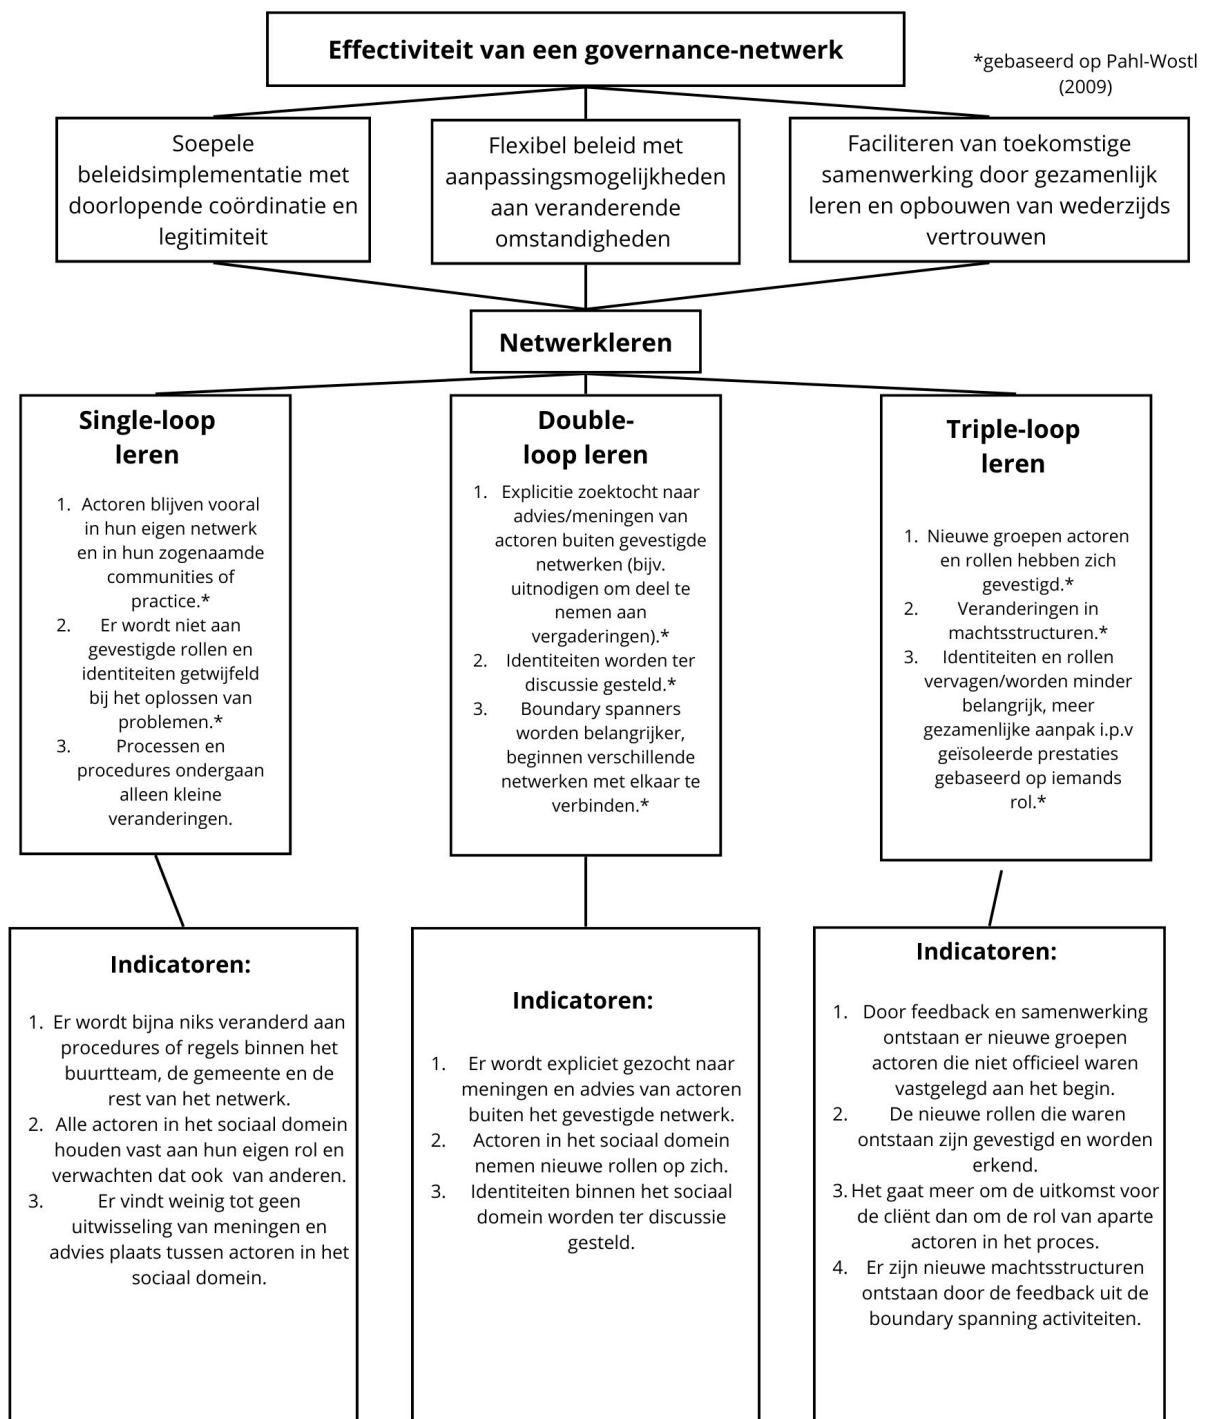 Effectiviteit van een governance-netwerk
*gebaseerd op Pahl-Wostl
(2009)
Soepele
beleidsimplementatie met
doorlopende coördinatie en
legitimiteit
Flexibel beleid met
aanpassingsmogelijkheden
aan veranderende
omstandigheden
Faciliteren van toekomstige
samenwerking door gezamenlijk
leren en opbouwen van wederzijds
vertrouwen
Netwerkleren
Single-loop
leren
1. Actoren blijven vooral
in hun eigen netwerk
en in hun zogenaamde
communities of
practice.*
2. Er wordt niet aan
gevestigde rollen en
identiteiten getwijfeld
bij het oplossen van
problemen.*
3. Processen en
procedures ondergaan
alleen kleine
veranderingen.
Double-
loop leren
1. Explicitie zoektocht naar
advies/meningen van
actoren buiten gevestigde
netwerken (bijv.
uitnodigen om deel te
nemen aan
vergaderingen).*
2. Identiteiten worden ter
discussie gesteld.*
3. Boundary spanners
worden belangrijker,
beginnen verschillende
netwerken met elkaar te
verbinden.*
Triple-loop
leren
1. Nieuwe groepen actoren
en rollen hebben zich
gevestigd.*
2. Veranderingen in
machtsstructuren.*
3. Identiteiten en rollen
vervagen/worden minder
belangrijk, meer
gezamenlijke aanpak i.p.v
geïsoleerde prestaties
gebaseerd op iemands
rol.*
Indicatoren:
1. Er wordt bijna niks veranderd aan
procedures of regels binnen het
buurtteam, de gemeente en de
rest van het netwerk.
2. Alle actoren in het sociaal domein
houden vast aan hun eigen rol en
verwachten dat ook van anderen.
3. Er vindt weinig tot geen
uitwisseling van meningen en
advies plaats tussen actoren in het
sociaal domein.
Indicatoren:
1. Er wordt expliciet gezocht naar
meningen en advies van actoren
buiten het gevestigde netwerk.
2. Actoren in het sociaal domein
nemen nieuwe rollen op zich.
3. Identiteiten binnen het sociaal
domein worden ter discussie
gesteld.
Indicatoren:
1. Door feedback en samenwerking
ontstaan er nieuwe groepen
actoren die niet officieel waren
vastgelegd aan het begin.
2. De nieuwe rollen die waren
ontstaan zijn gevestigd en worden
erkend.
3. Het gaat meer om de uitkomst voor
de cliënt dan om de rol van aparte
actoren in het proces.
4. Er zijn nieuwe machtsstructuren
ontstaan door de feedback uit de
boundary spanning activiteiten.